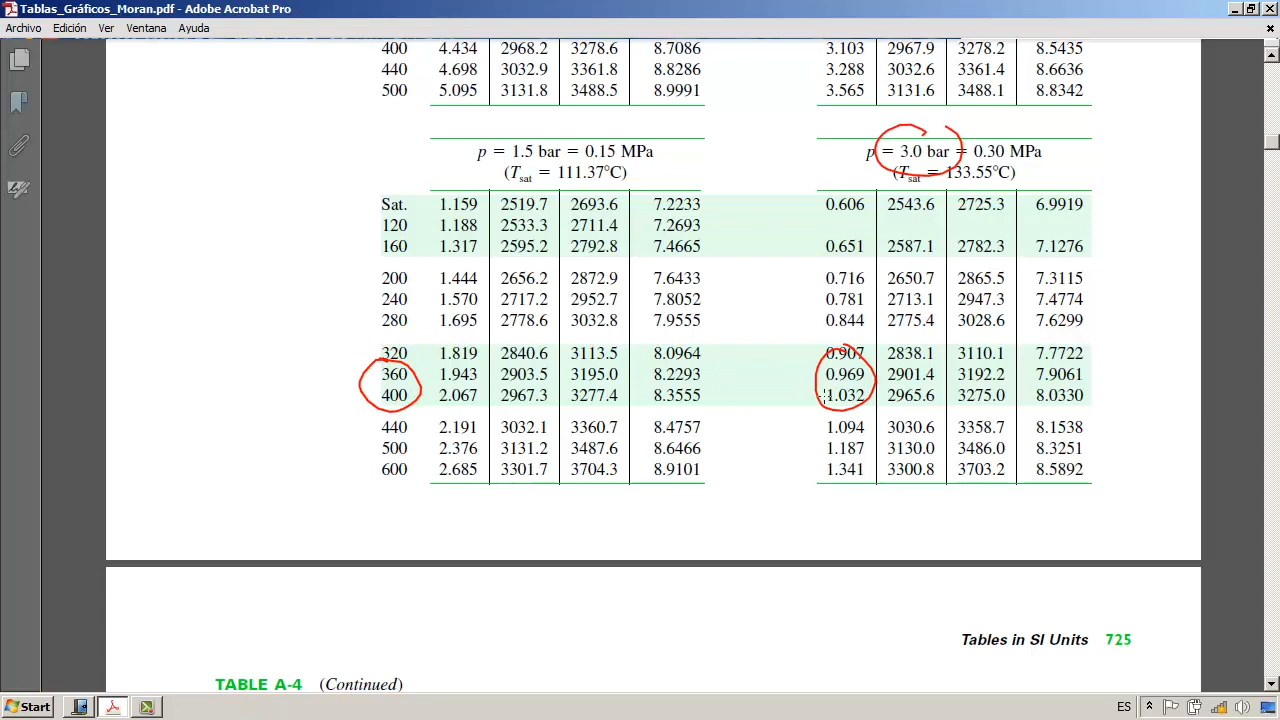 Tablas_Gráficos_Moran.pdf - Adobe Acrobat Pro
Archivo Edición Ver Ventana Ayuda
400 4.434 2968.2 3278.6 8.7086 3.103 2967.9 3278.2 8.5435
440 4.698 3032.9 3361.8 8.8286 3.288 3032.6 3361.4 8.6636
500 5.095 3131.8 3488.5 8.9991 3.565 3131.6 3488.1 8.8342
p = 1.5 bar = 0.15 MPa p = 3.0 bar = 0.30 MPa
(Tsat = 111.37°C) (Tsat = 133.55°C)
Sat. 1.159 2519.7 2693.6 7.2233 0.606 2543.6 2725.3 6.9919
120 1.188 2533.3 2711.4 7.2693
160 1.317 2595.2 2792.8 7.4665 0.651 2587.1 2782.3 7.1276
200 1.444 2656.2 2872.9 7.6433 0.716 2650.7 2865.5 7.3115
240 1.570 2717.2 2952.7 7.8052 0.781 2713.1 2947.3 7.4774
280 1.695 2778.6 3032.8 7.9555 0.844 2775.4 3028.6 7.6299
320 1.819 2840.6 3113.5 8.0964 0.907 2838.1 3110.1 7.7722
360 1.943 2903.5 3195.0 8.2293 0.969 2901.4 3192.2 7.9061
400 2.067 2967.3 3277.4 8.3555 1.032 2965.6 3275.0 8.0330
440 2.191 3032.1 3360.7 8.4757 1.094 3030.6 3358.7 8.1538
500 2.376 3131.2 3487.6 8.6466 1.187 3130.0 3486.0 8.3251
600 2.685 3301.7 3704.3 8.9101 1.341 3300.8 3703.2 8.5892
Tables in SI Units 725
TABLE A-4 (Continued)
Start ES